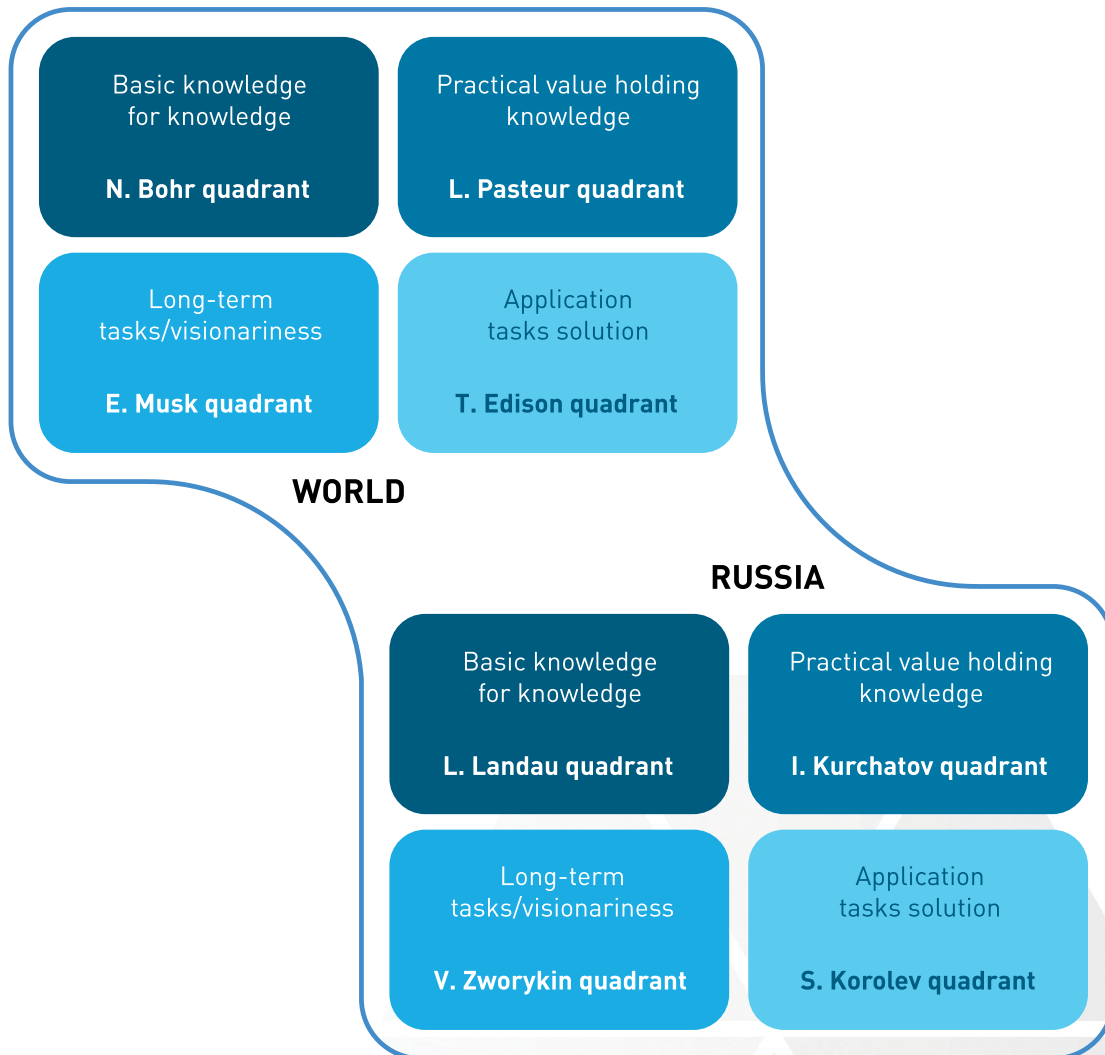 Basic knowledge
for knowledge
N. Bohr quadrant
Practical value holding
knowledge
L. Pasteur quadrant
Long-term
tasks/visionariness
E. Musk quadrant
Application
tasks solution
T. Edison quadrant
WORLD
RUSSIA
Basic knowledge
for knowledge
L. Landau quadrant
Practical value holding
knowledge
I. Kurchatov quadrant
Long-term
tasks/visionariness
V. Zworykin quadrant
Application
tasks solution
S. Korolev quadrant